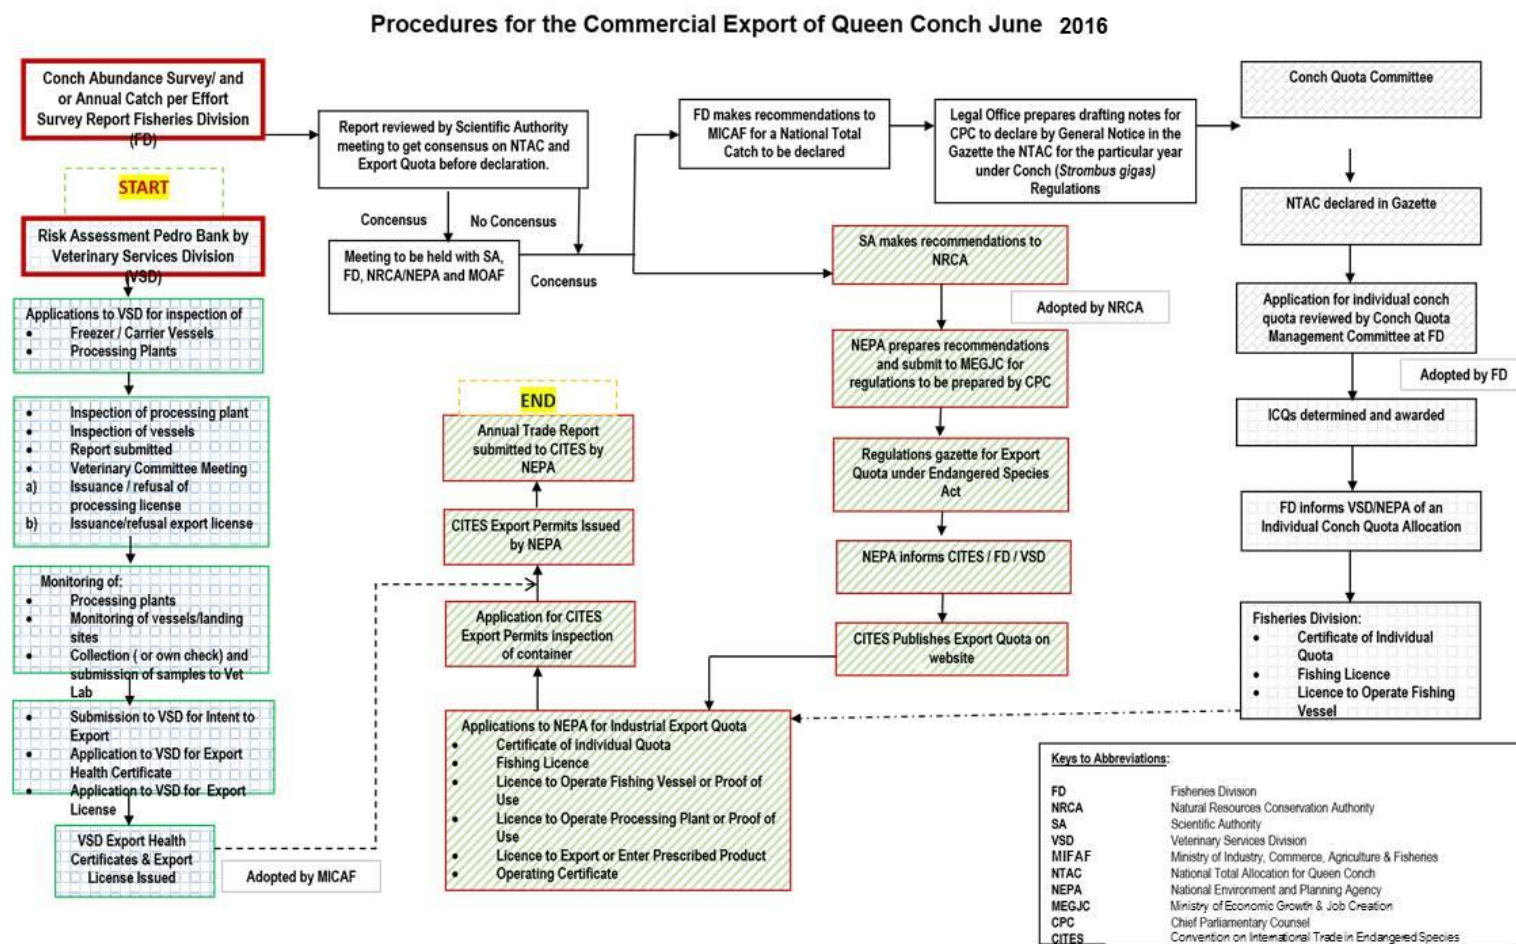 Procedures for the Commercial Export of Queen Conch June 2016
Conch Abundance Survey/ and
or Annual Catch per Effort
Survey Report Fisheries Division
(FD)
START
Risk Assessment Pedro Bank by
Veterinary Services Division
(VSD)
Applications to VSD for inspection of
• Freezer / Carrier Vessels
• Processing Plants
• Inspection of processing plant
• Inspection of vessels
• Report submitted
• Veterinary Committee Meeting
a) Issuance / refusal of
processing license
b) Issuance/refusal export license
Monitoring of:
• Processing plants
• Monitoring of vessels/landing
sites
• Collection ( or own check) and
submission of samples to Vet
Lab
• Submission to VSD for Intent to
Export
• Application to VSD for Export
Health Certificate
• Application to VSD for Export
License
VSD Export Health
Certificates & Export
License Issued
Adopted by MICAF
Report reviewed by Scientific Authority
meeting to get consensus on NTAC and
Export Quota before declaration.
Concensus
No Concensus
Meeting to be held with SA,
FD, NRCA/NEPA and MOAF
Concensus
FD makes recommendations to
MICAF for a National Total
Catch to be declared
Legal Office prepares drafting notes for
CPC to declare by General Notice in the
Gazette the NTAC for the particular year
under Conch (Strombus gigas)
Regulations
Conch Quota Committee
NTAC declared in Gazette
Application for individual conch
quota reviewed by Conch Quota
Management Committee at FD
Adopted by FD
ICQs determined and awarded
FD informs VSD/NEPA of an
Individual Conch Quota Allocation
Fisheries Division:
• Certificate of Individual
Quota
• Fishing Licence
• Licence to Operate Fishing
Vessel
SA makes recommendations to
NRCA
Adopted by NRCA
NEPA prepares recommendations
and submit to MEGJC for
regulations to be prepared by CPC
Regulations gazette for Export
Quota under Endangered Species
Act
NEPA informs CITES / FD / VSD
CITES Publishes Export Quota on
website
Applications to NEPA for Industrial Export Quota
• Certificate of Individual Quota
• Fishing Licence
• Licence to Operate Fishing Vessel or Proof of
Use
• Licence to Operate Processing Plant or Proof of
Use
• Licence to Export or Enter Prescribed Product
• Operating Certificate
Application for CITES
Export Permits inspection
of container
CITES Export Permits Issued
by NEPA
Annual Trade Report
submitted to CITES by
NEPA
END
Keys to Abbreviations:
FD Fisheries Division
NRCA Natural Resources Conservation Authority
SA Scientific Authority
VSD Veterinary Services Division
MIFAF Ministry of Industry, Commerce, Agriculture & Fisheries
NTAC National Total Allocation for Queen Conch
NEPA National Environment and Planning Agency
MEGJC Ministry of Economic Growth & Job Creation
CPC Chief Parliamentary Counsel
CITES Convention on International Trade in Endangered Species